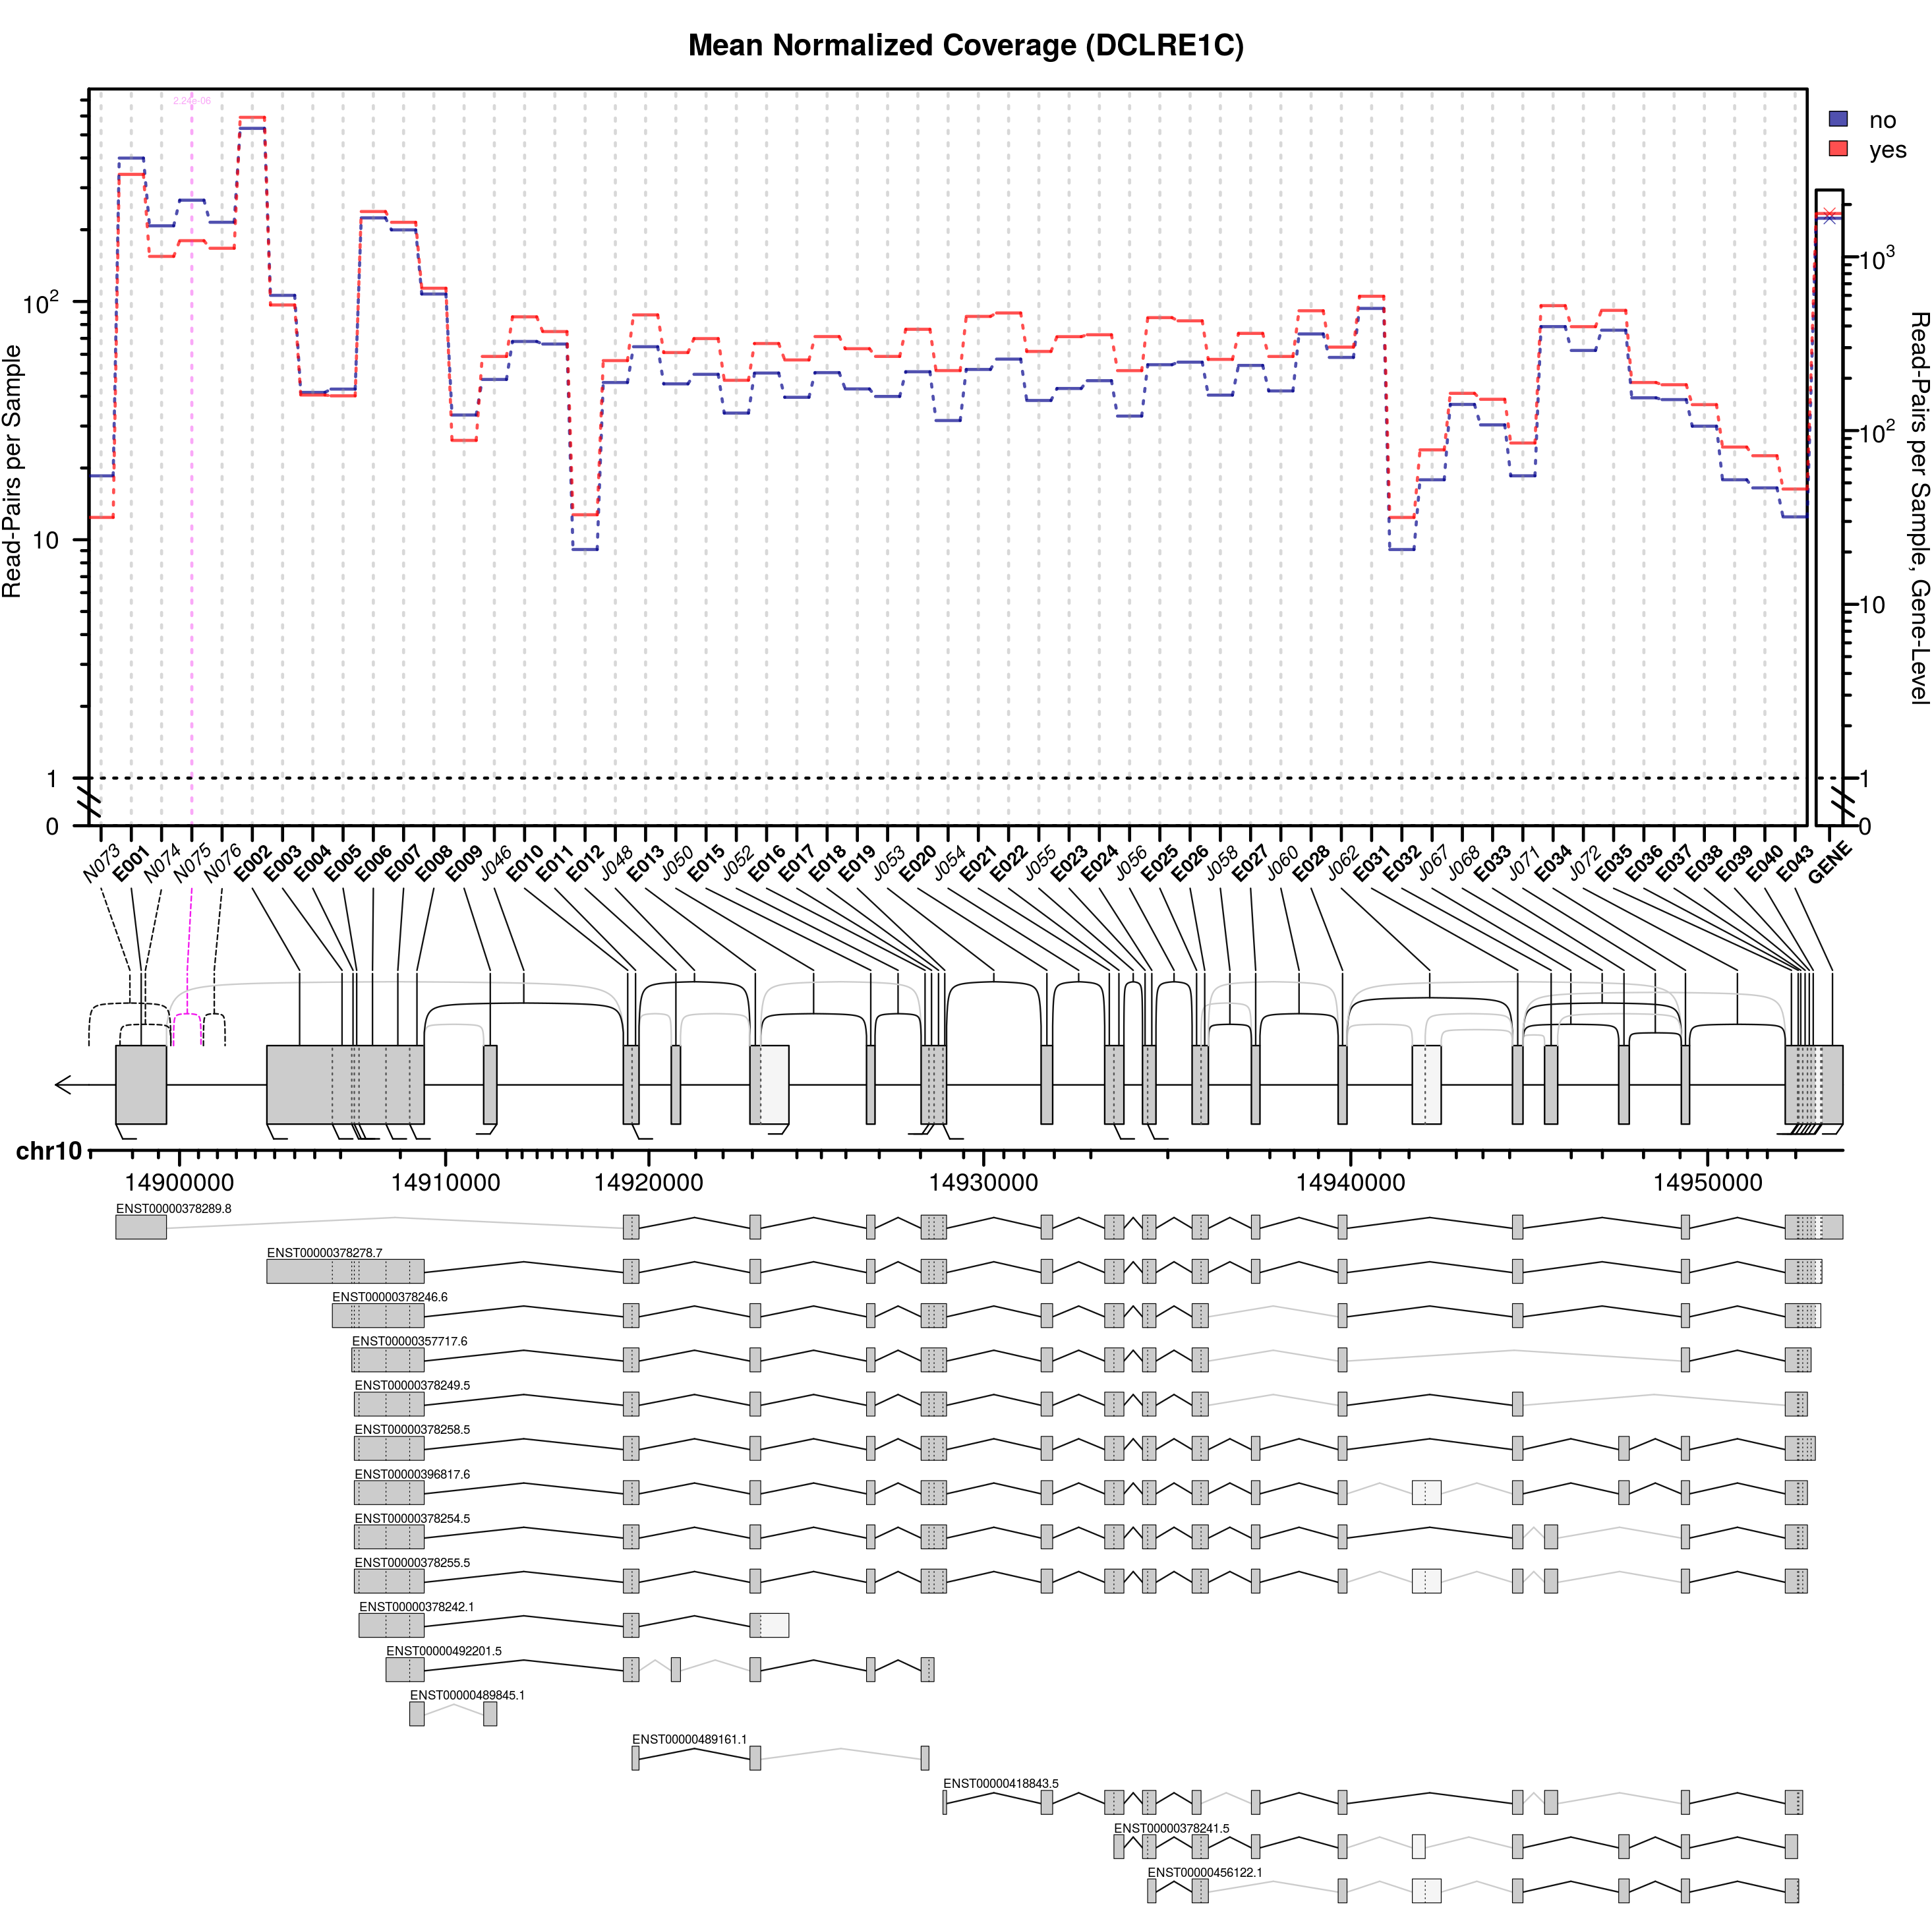 Mean Normalized Coverage (DCLRE1C)
2.24e-06
no
yes
Read-Pairs per Sample
10²
10
1
0
Read-Pairs per Sample, Gene-Level
10³
10²
10
1
0
N073 E001 N074 N075 N076 E002 E003 E004 E005 E006 E007 E008 E009 J046 E010 E011 E012 J048 E013 J050 E015 J052 E016 E017 E018 E019 J053 E020 J054 E021 E022 J055 E023 E024 J056 E025 E026 J058 E027 J060 E028 J062 E031 E032 J067 J068 E033 J071 E034 J072 E035 E036 E037 E038 E039 E040 E043 GENE
chr10
14900000 14910000 14920000 14930000 14940000 14950000
ENST00000378289.8
ENST00000378278.7
ENST00000378246.6
ENST00000357717.6
ENST00000378249.5
ENST00000378258.5
ENST00000396817.6
ENST00000378254.5
ENST00000378255.5
ENST00000378242.1
ENST00000492201.5
ENST00000489845.1
ENST00000489161.1
ENST00000418843.5
ENST00000378241.5
ENST00000456122.1